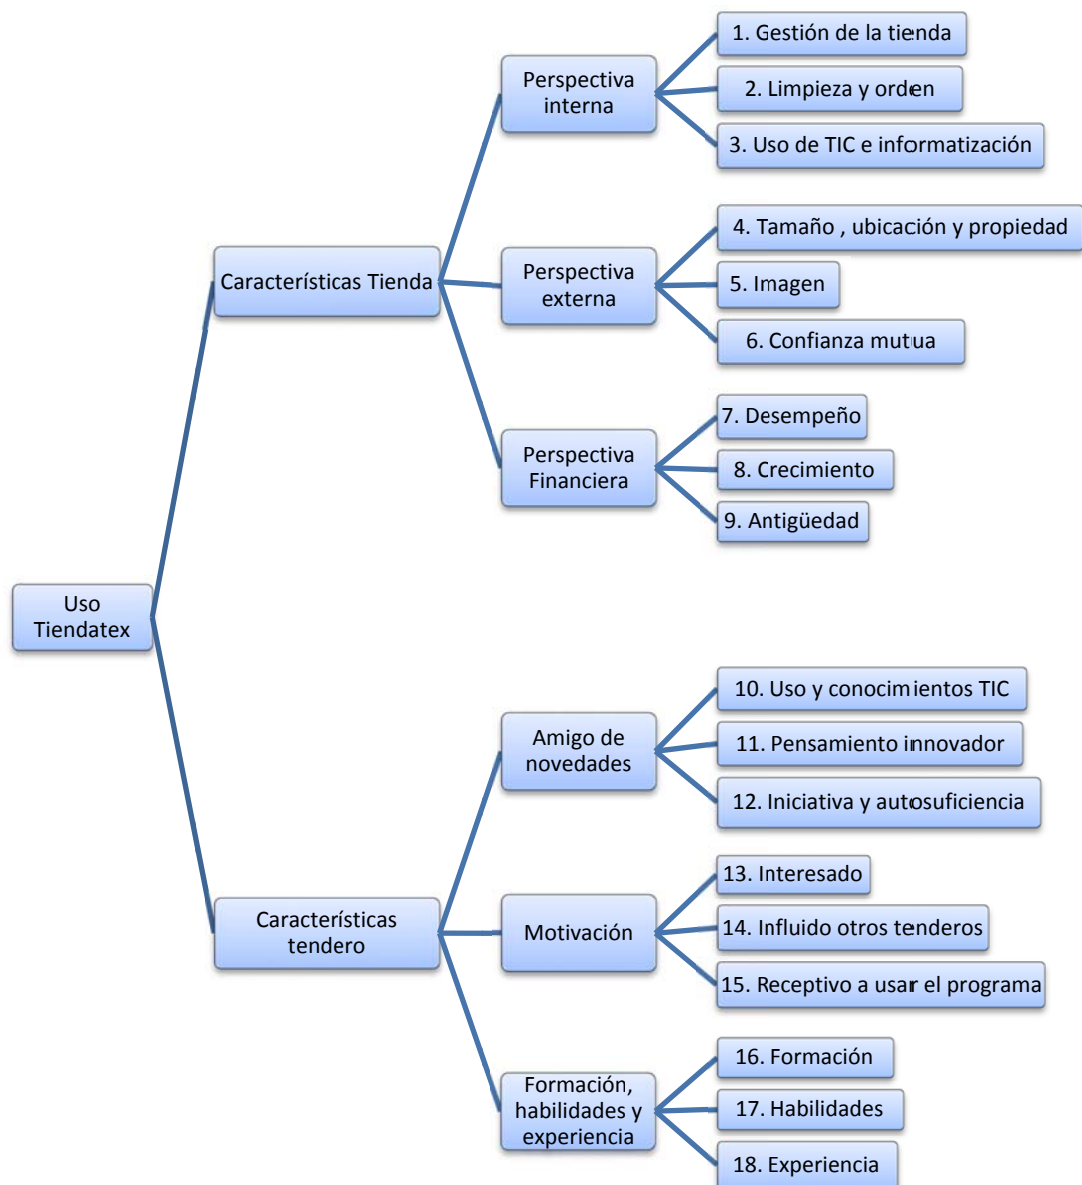 1. Gestión de la tienda
Perspectiva
interna
2. Limpieza y orden
3. Uso de TIC e informatización
4. Tamaño , ubicación y propiedad
Característícas Tienda
Perspectiva
externa
5. Imagen
6. Confianza mutua
7. Desempeño
Perspectiva
Financiera
8. Crecimiento
9. Antigüedad
Uso
Tiendatex
10. Uso y conocimientos TIC
Amigo de
novedades
11. Pensamiento innovador
12. Iniciativa y autosuficiencia
13. Interesado
Característícas
tendero
Motivación
14. Influido otros tenderos
15. Receptivo a usar el programa
16. Formación
Formación,
habilidades y
experiencia
17. Habilidades
18. Experiencia